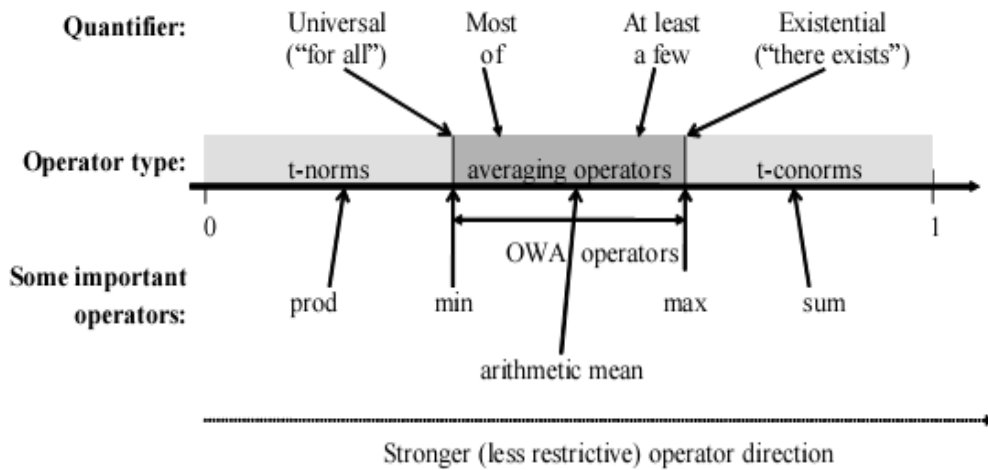 Quantifier:
Universal
(“for all”)
Most
of
At least
a few
Existential
(“there exists”)
Operator type:
t-norms
averaging operators
t-conorms
0
1
OWA operators
Some important
operators:
prod
min
max
sum
arithmetic mean
Stronger (less restrictive) operator direction